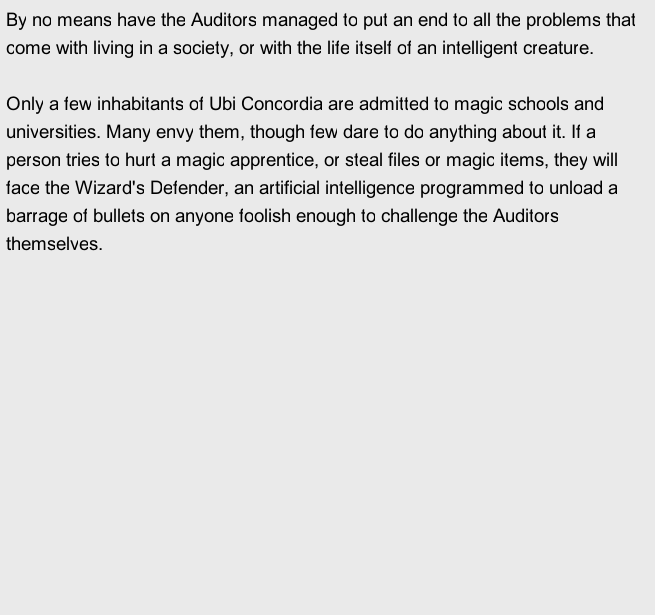 By no means have the Auditors managed to put an end to all the problems that
come with living in a society, or with the life itself of an intelligent creature.
Only a few inhabitants of Ubi Concordia are admitted to magic schools and
universities. Many envy them, though few dare to do anything about it. If a
person tries to hurt a magic apprentice, or steal files or magic items, they will
face the Wizard's Defender, an artificial intelligence programmed to unload a
barrage of bullets on anyone foolish enough to challenge the Auditors
themselves.